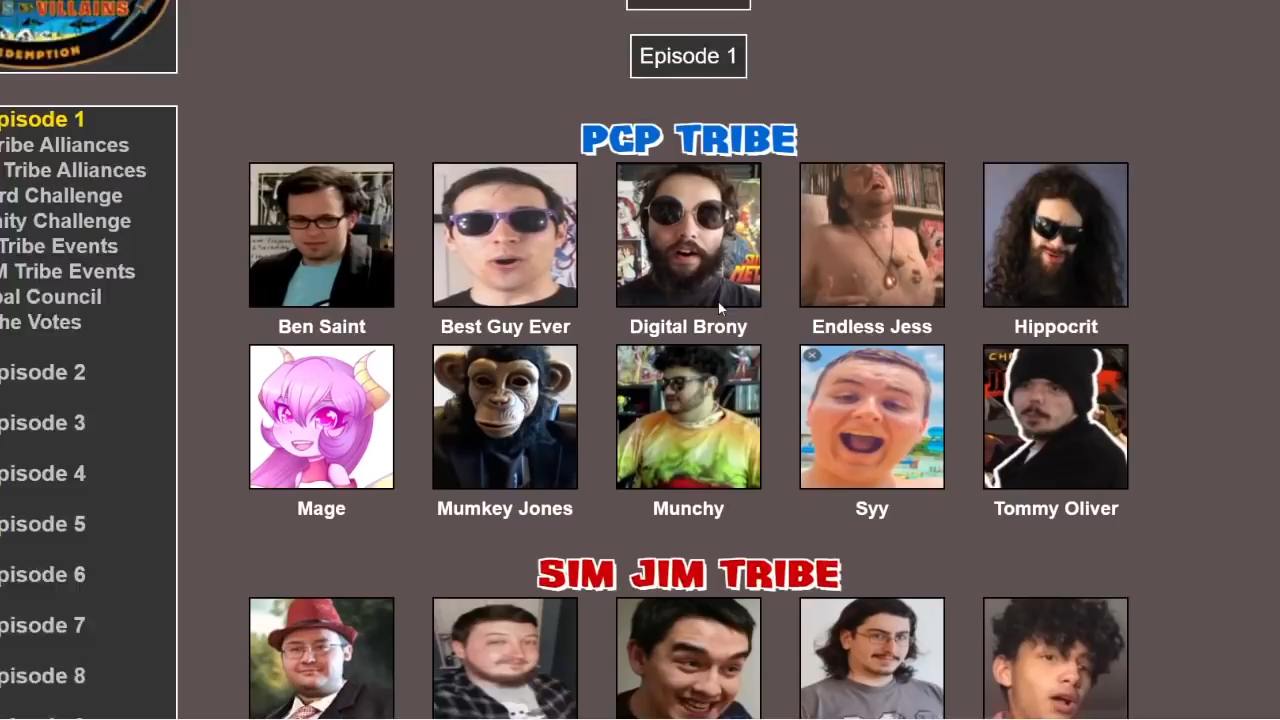 VILLAINS
REDEMPTION
Episode 1
pisode 1
ribe Alliances
Tribe Alliances
rd Challenge
nity Challenge
Tribe Events
M Tribe Events
bal Council
he Votes
pisode 2
pisode 3
pisode 4
pisode 5
pisode 6
pisode 7
pisode 8
PCP TRIBE
Ben Saint
Best Guy Ever
Digital Brony
Endless Jess
Hippocrit
Mage
Mumkey Jones
Munchy
Syy
Tommy Oliver
SIM JIM TRIBE